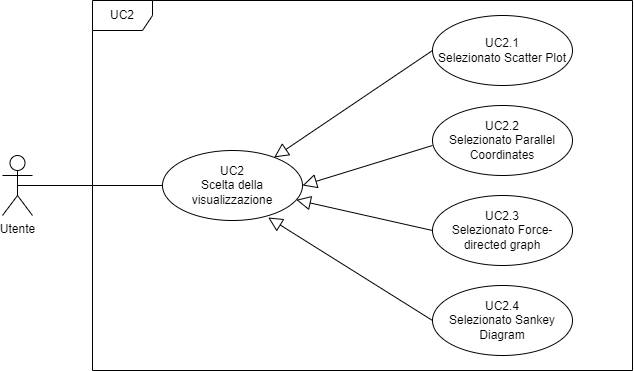 UC2
UC2.1
Selezionato Scatter Plot
UC2.2
Selezionato Parallel
Coordinates
UC2
Scelta della
visualizzazione
Utente
UC2.3
Selezionato Force-
directed graph
UC2.4
Selezionato Sankey
Diagram